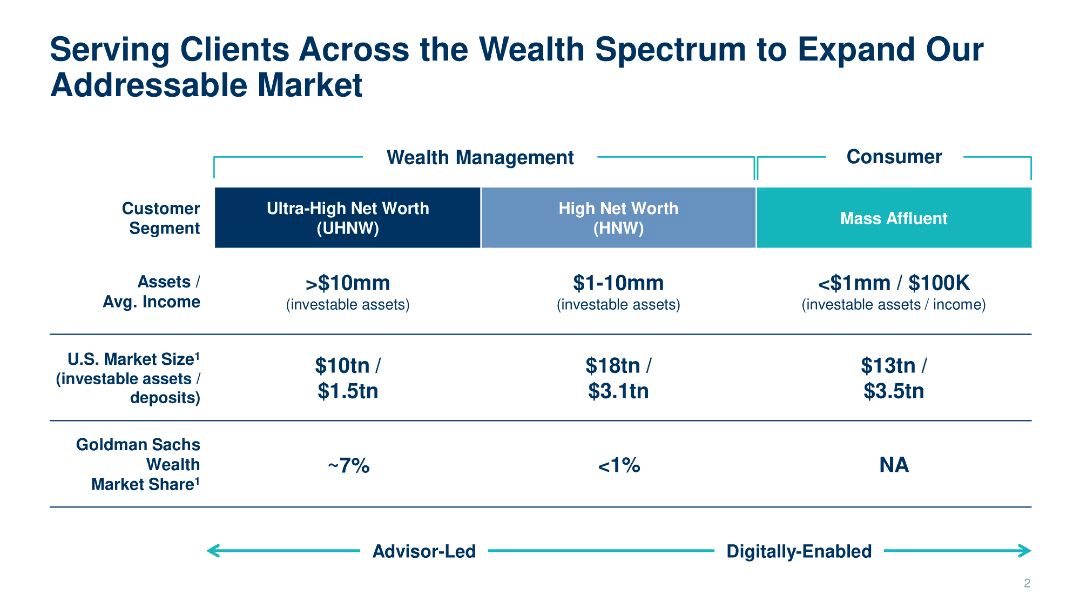 Serving Clients Across the Wealth Spectrum to Expand Our
Addressable Market
Wealth Management
Consumer
Customer
Segment
Ultra-High Net Worth
(UHNW)
High Net Worth
(HNW)
Mass Affluent
Assets /
Avg. Income
>$10mm
(investable assets)
$1-10mm
(investable assets)
<$1mm / $100K
(investable assets / income)
U.S. Market Size¹
(investable assets /
deposits)
$10tn /
$1.5tn
$18tn /
$3.1tn
$13tn /
$3.5tn
Goldman Sachs
Wealth
Market Share¹
~7%
<1%
NA
Advisor-Led
Digitally-Enabled
2